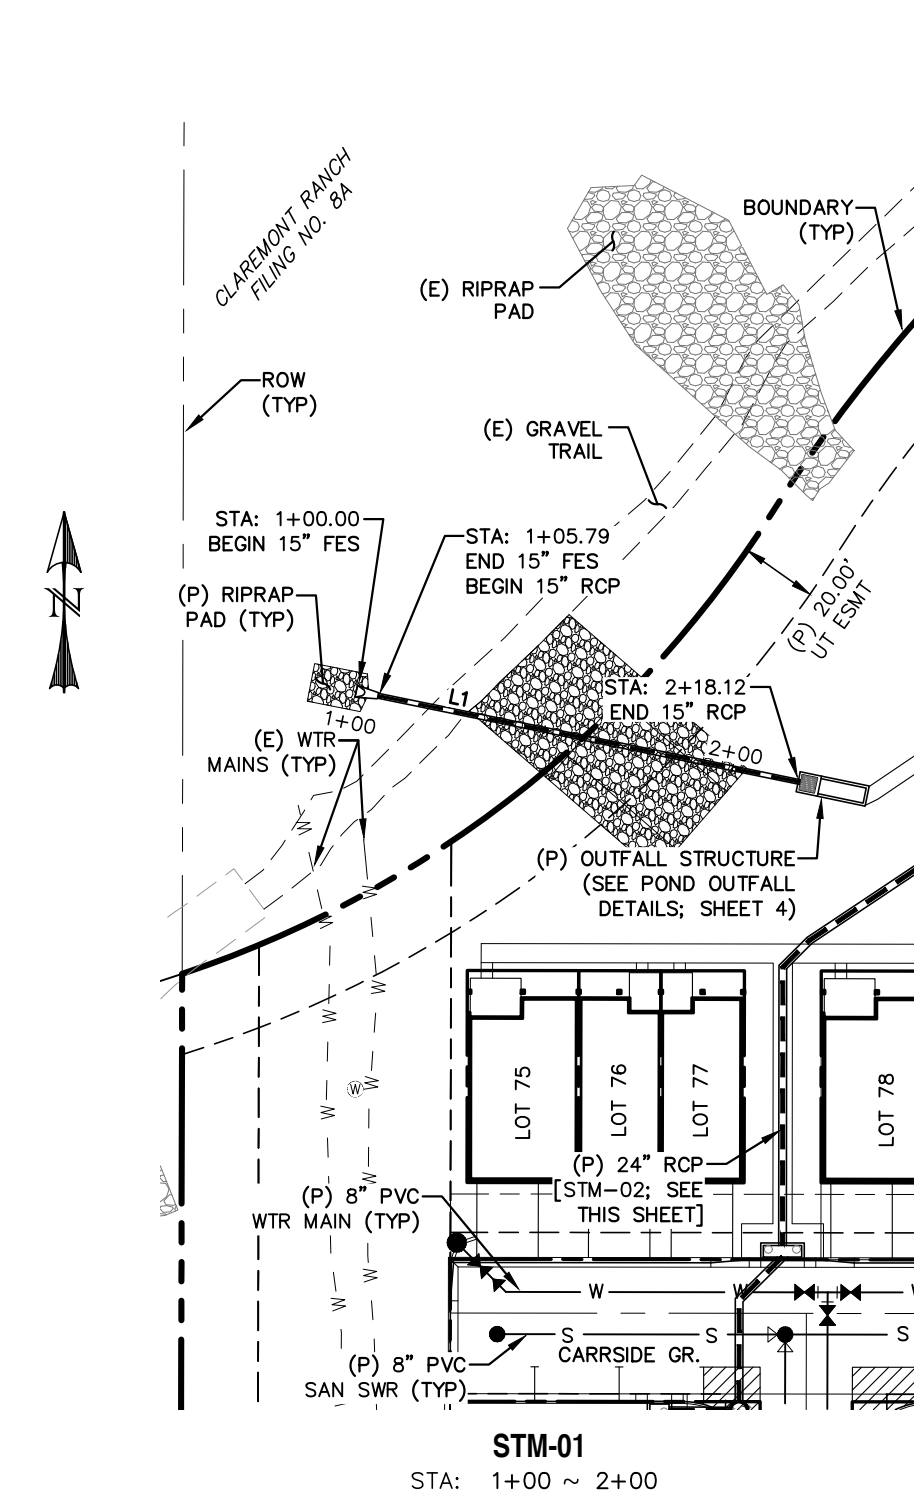 CLAREMONT RANCH
FILING NO. 8A
BOUNDARY
(TYP)
(E) RIPRAP
PAD
ROW
(TYP)
(E) GRAVEL
TRAIL
STA: 1+00.00
BEGIN 15” FES
STA: 1+05.79
END 15” FES
BEGIN 15” RCP
N
(P) RIPRAP
PAD (TYP)
(P) 20.00’
UT ESMT
STA: 2+18.12
END 15” RCP
L1
1+00
2+00
(E) WTR
MAINS (TYP)
(P) OUTFALL STRUCTURE
(SEE POND OUTFALL
DETAILS; SHEET 4)
W
W
W
W
W
W
W
W
W
W
W
W
W
W
LOT 75
LOT 76
LOT 77
LOT 78
(P) 24” RCP
[STM-02; SEE
THIS SHEET]
(P) 8” PVC
WTR MAIN (TYP)
W
W
W
S
S
S
CARRSIDE GR.
(P) 8” PVC
SAN SWR (TYP)
STM-01
STA: 1+00 ~ 2+00